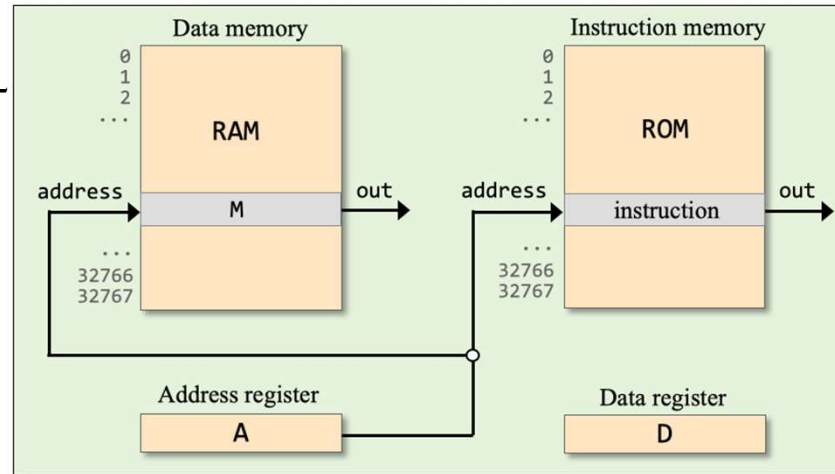 Data memory
0
1
2
...
RAM
address
M
out
...
32766
32767
Instruction memory
0
1
2
...
ROM
address
instruction
out
...
32766
32767
Address register
A
Data register
D